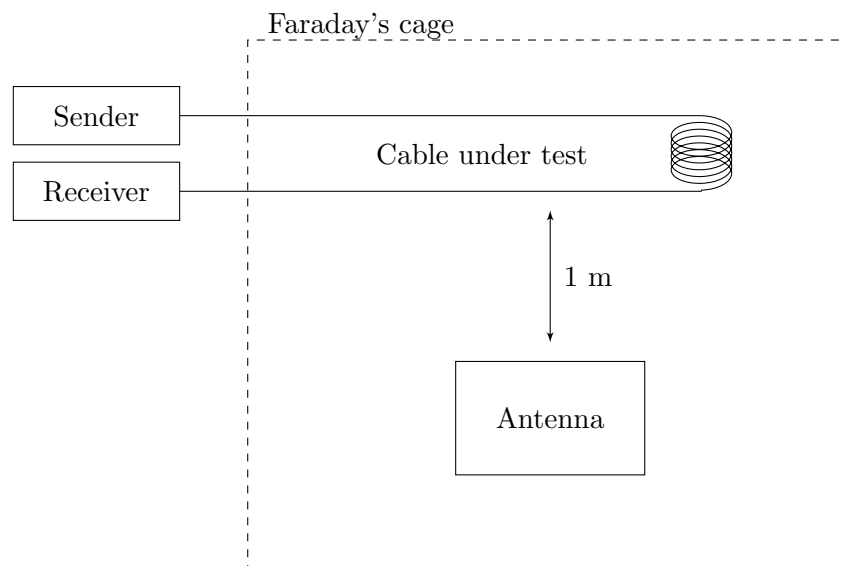 Faraday's cage
Sender
Cable under test
Receiver
1 m
Antenna